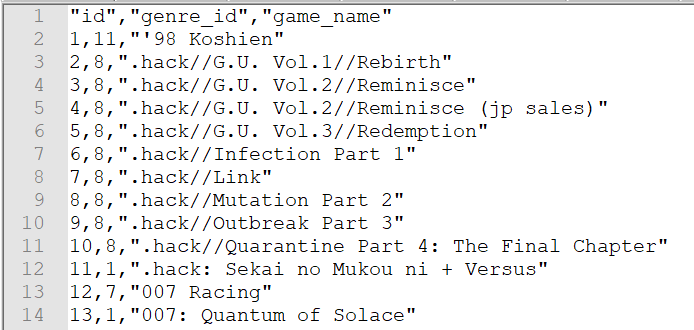 1 "id","genre_id","game_name"
2 1,11,"'98 Koshien"
3 2,8,".hack//G.U. Vol.1//Rebirth"
4 3,8,".hack//G.U. Vol.2//Reminisce"
5 4,8,".hack//G.U. Vol.2//Reminisce (jp sales)"
6 5,8,".hack//G.U. Vol.3//Redemption"
7 6,8,".hack//Infection Part 1"
8 7,8,".hack//Link"
9 8,8,".hack//Mutation Part 2"
10 9,8,".hack//Outbreak Part 3"
11 10,8,".hack//Quarantine Part 4: The Final Chapter"
12 11,1,".hack: Sekai no Mukou ni + Versus"
13 12,7,"007 Racing"
14 13,1,"007: Quantum of Solace"